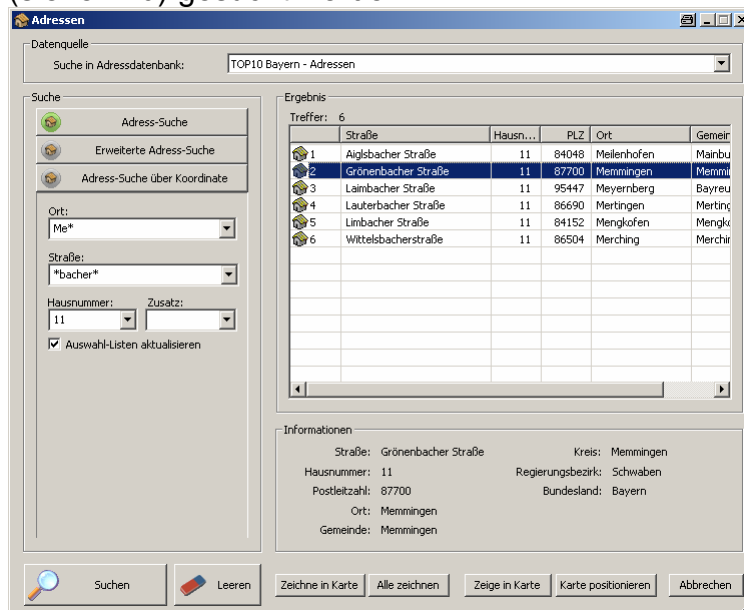 Adressen
Datenquelle
Suche in Adressdatenbank: TOP10 Bayern - Adressen
Suche
Adress-Suche
Erweiterte Adress-Suche
Adress-Suche über Koordinate
Ort:
Me*
Straße:
*bacher*
Hausnummer: Zusatz:
11
Auswahl-Listen aktualisieren
Suchen
Leeren
Ergebnis
Treffer: 6
Straße Hausn... PLZ Ort Gemein
1 Aiglsbacher Straße 11 84048 Meilenhofen Mainbu
2 Grönenbacher Straße 11 87700 Memmingen Memmi
3 Laimbacher Straße 11 95447 Meyernberg Bayreu
4 Lauterbacher Straße 11 86690 Mertingen Merting
5 Limbacher Straße 11 84152 Mengkofen Mengko
6 Wittelsbacherstraße 11 86504 Merching Merchin
Informationen
Straße: Grönenbacher Straße
Hausnummer: 11
Postleitzahl: 87700
Ort: Memmingen
Gemeinde: Memmingen
Kreis: Memmingen
Regierungsbezirk: Schwaben
Bundesland: Bayern
Zeichne in Karte
Alle zeichnen
Zeige in Karte
Karte positionieren
Abbrechen